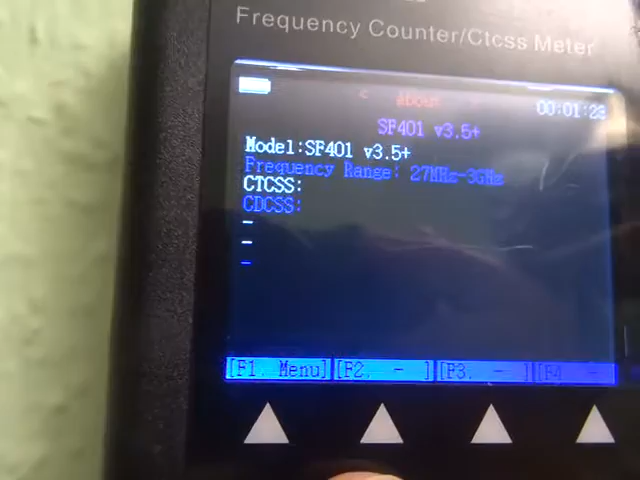 Frequency Counter/Ctcss Meter
< about
00:01:23
SF401 v3.5+
Model:SF401 v3.5+
Frequency Range: 27MHz-3GHz
CTCSS:
CDCSS:
-
-
-
[F1. Menu] [F2. - ] [F3. - ] [F4 - ]